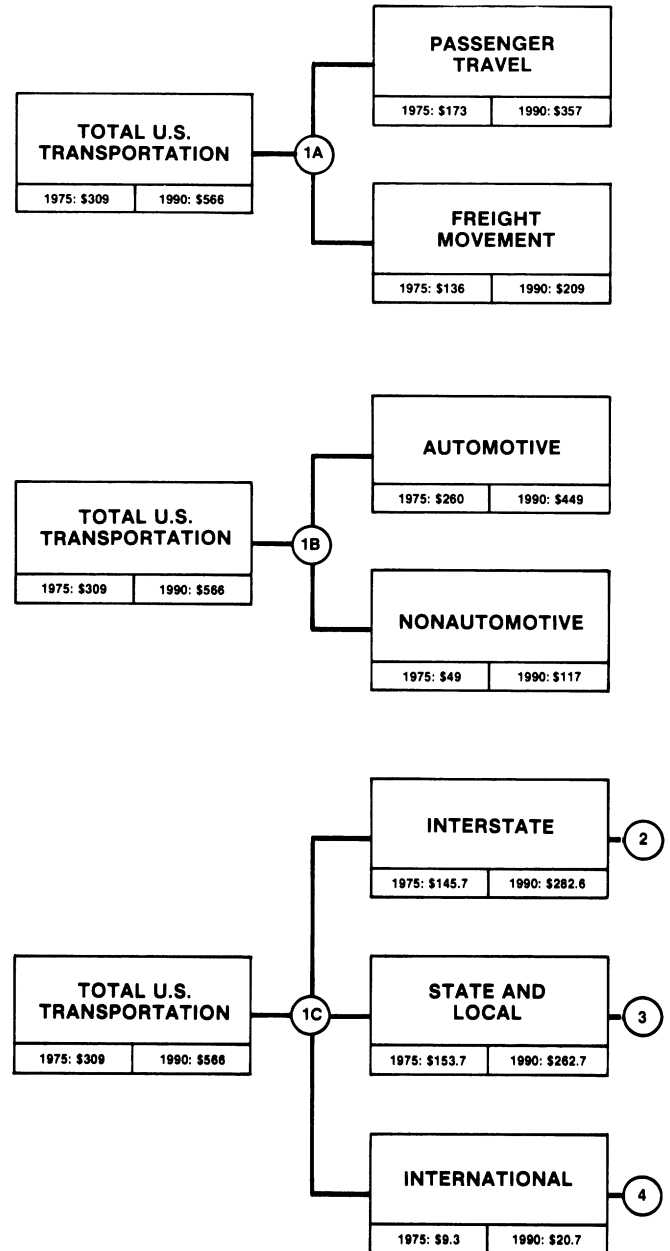 PASSENGER
TRAVEL
1975: $173 1990: $357
TOTAL U.S.
TRANSPORTATION
1975: $309 1990: $566
1A
FREIGHT
MOVEMENT
1975: $136 1990: $209
AUTOMOTIVE
1975: $260 1990: $449
TOTAL U.S.
TRANSPORTATION
1975: $309 1990: $566
1B
NONAUTOMOTIVE
1975: $49 1990: $117
INTERSTATE
1975: $145.7 1990: $282.6
2
TOTAL U.S.
TRANSPORTATION
1975: $309 1990: $566
1C
STATE AND
LOCAL
1975: $153.7 1990: $262.7
3
INTERNATIONAL
1975: $9.3 1990: $20.7
4